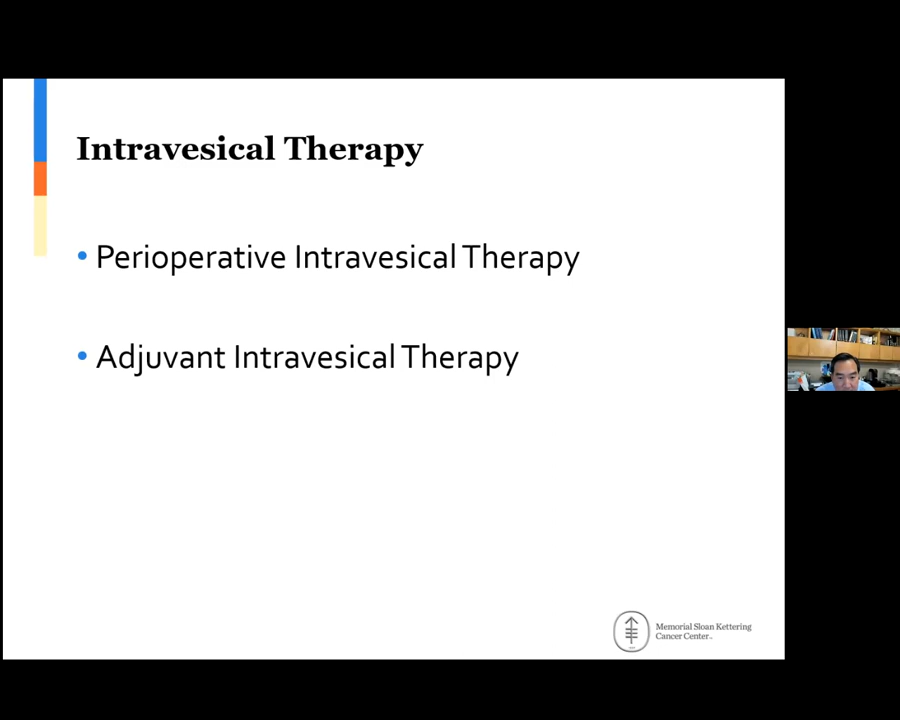 Intravesical Therapy
• Perioperative Intravesical Therapy
• Adjuvant Intravesical Therapy
Memorial Sloan Kettering
Cancer Center